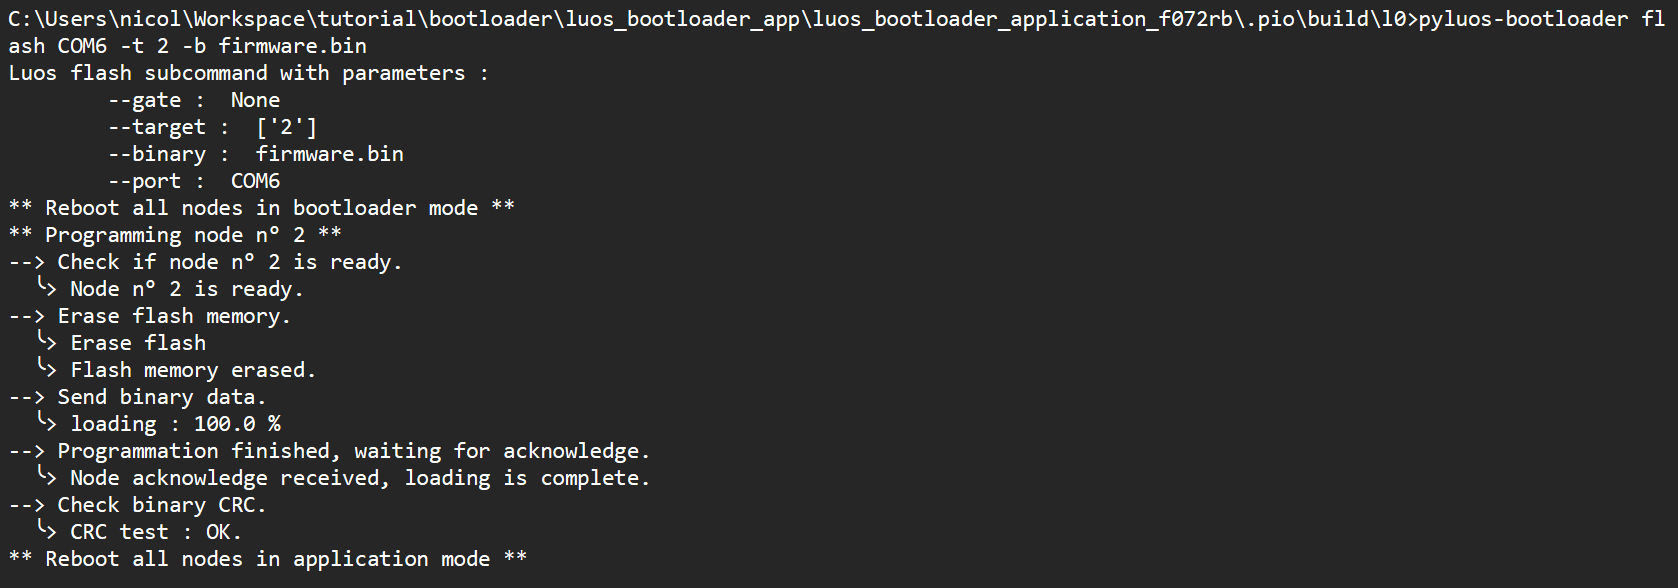 C:\Users\nicol\Workspace\tutorial\bootloader\luos_bootloader_app\luos_bootloader_application_f072rb\.pio\build\l0>pyluos-bootloader fl
ash COM6 -t 2 -b firmware.bin
Luos flash subcommand with parameters :
        --gate :  None
        --target :  ['2']
        --binary :  firmware.bin
        --port :  COM6
** Reboot all nodes in bootloader mode **
** Programming node n° 2 **
--> Check if node n° 2 is ready.
  ╰> Node n° 2 is ready.
--> Erase flash memory.
  ╰> Erase flash
  ╰> Flash memory erased.
--> Send binary data.
  ╰> loading : 100.0 %
--> Programmation finished, waiting for acknowledge.
  ╰> Node acknowledge received, loading is complete.
--> Check binary CRC.
  ╰> CRC test : OK.
** Reboot all nodes in application mode **